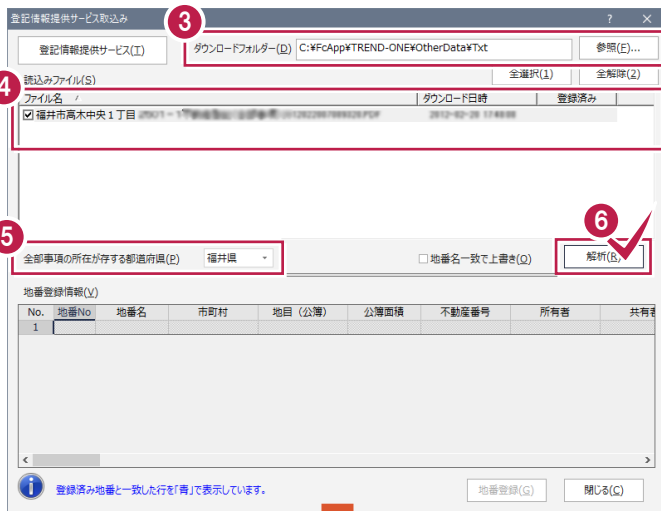 登記情報提供サービス取込み
? ×
3
登記情報提供サービス(I)
ダウンロードフォルダー(D) C:¥FcApp¥TREND-ONE¥OtherData¥Txt
参照(F)...
4
読込みファイル(S)
全選択(1)
全解除(2)
ファイル名 ダウンロード日時 登録済み
福井市高木中央1丁目
5
6
全部事項の所在が存する都道府県(P) 福井県
地番名一致で上書き(O)
解析(R)
地番登録情報(V)
No. 地番No 地番名 市町村 地目(公簿) 公簿面積 不動産番号 所有者 共有者
1
登録済み地番と一致した行を「青」で表示しています。
地番登録(G)
閉じる(C)